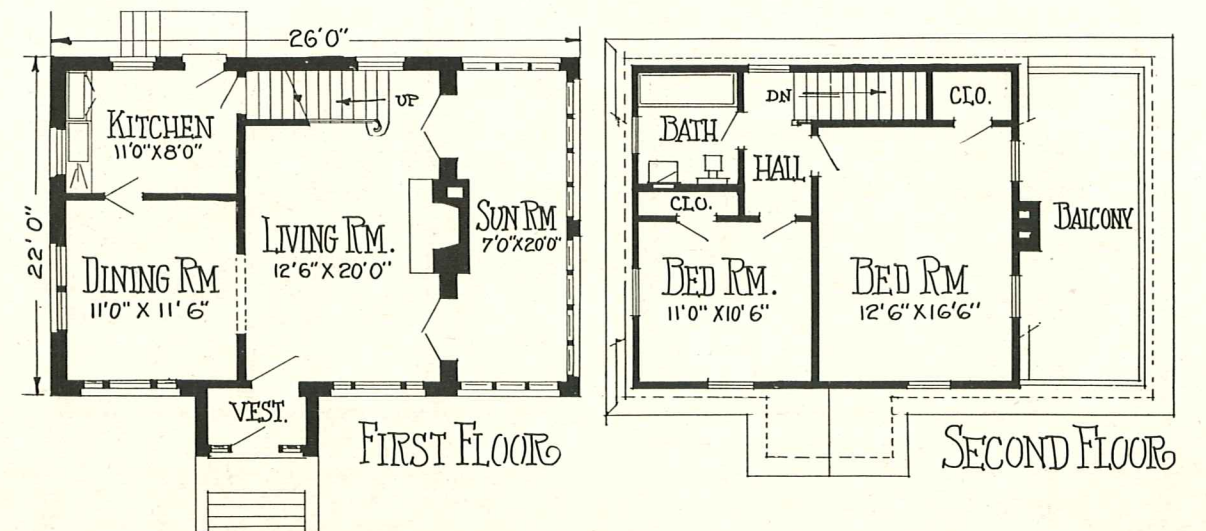 26'0"
22'0"
KITCHEN
11'0"X8'0"
UP
DINING RM
11'0" X 11'6"
LIVING RM.
12'6" X 20'0"
SUN RM
7'0"X20'0"
VEST.
FIRST FLOOR
BATH
DN
HALL
CLO.
CLO.
BED RM.
11'0" X10'6"
BED RM
12'6"X16'6"
BALCONY
SECOND FLOOR